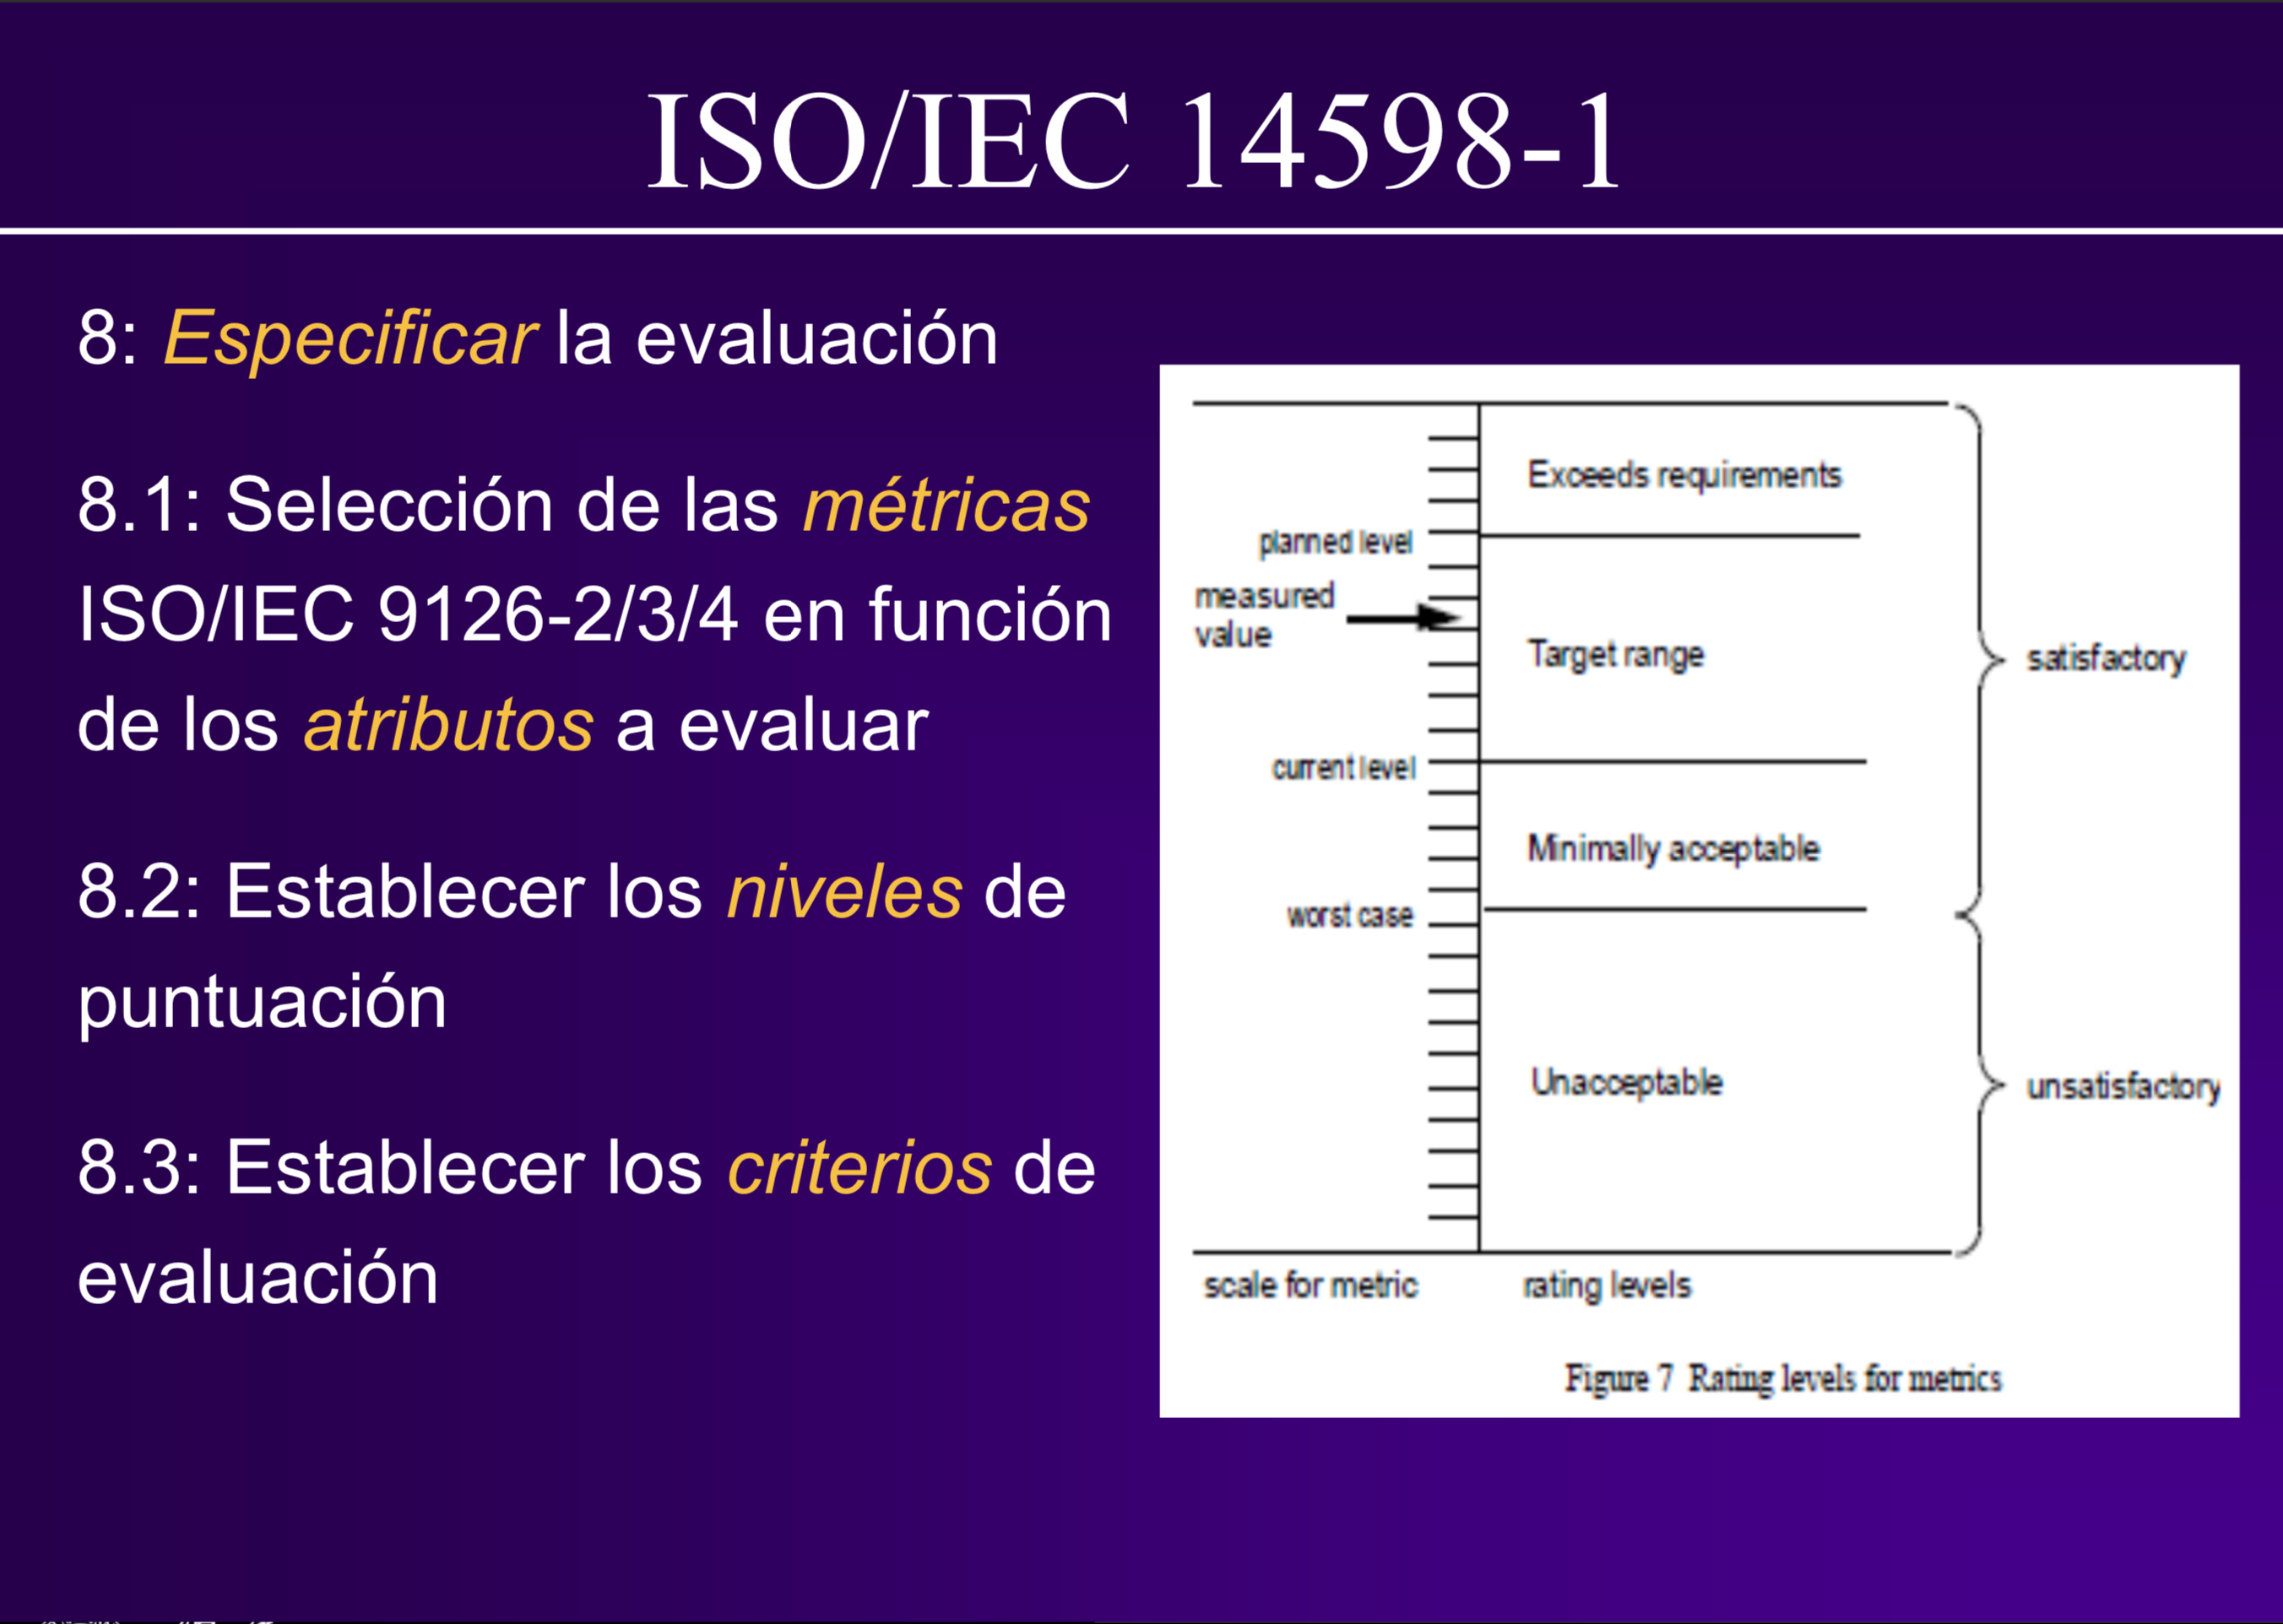 ISO/IEC 14598-1
8: Especificar la evaluación
8.1: Selección de las métricas
ISO/IEC 9126-2/3/4 en función
de los atributos a evaluar
8.2: Establecer los niveles de
puntuación
8.3: Establecer los criterios de
evaluación
Exceeds requirements
planned level
measured
value
Target range
satisfactory
current level
Minimally acceptable
worst case
Unacceptable
unsatisfactory
scale for metric
rating levels
Figure 7 Rating levels for metrics